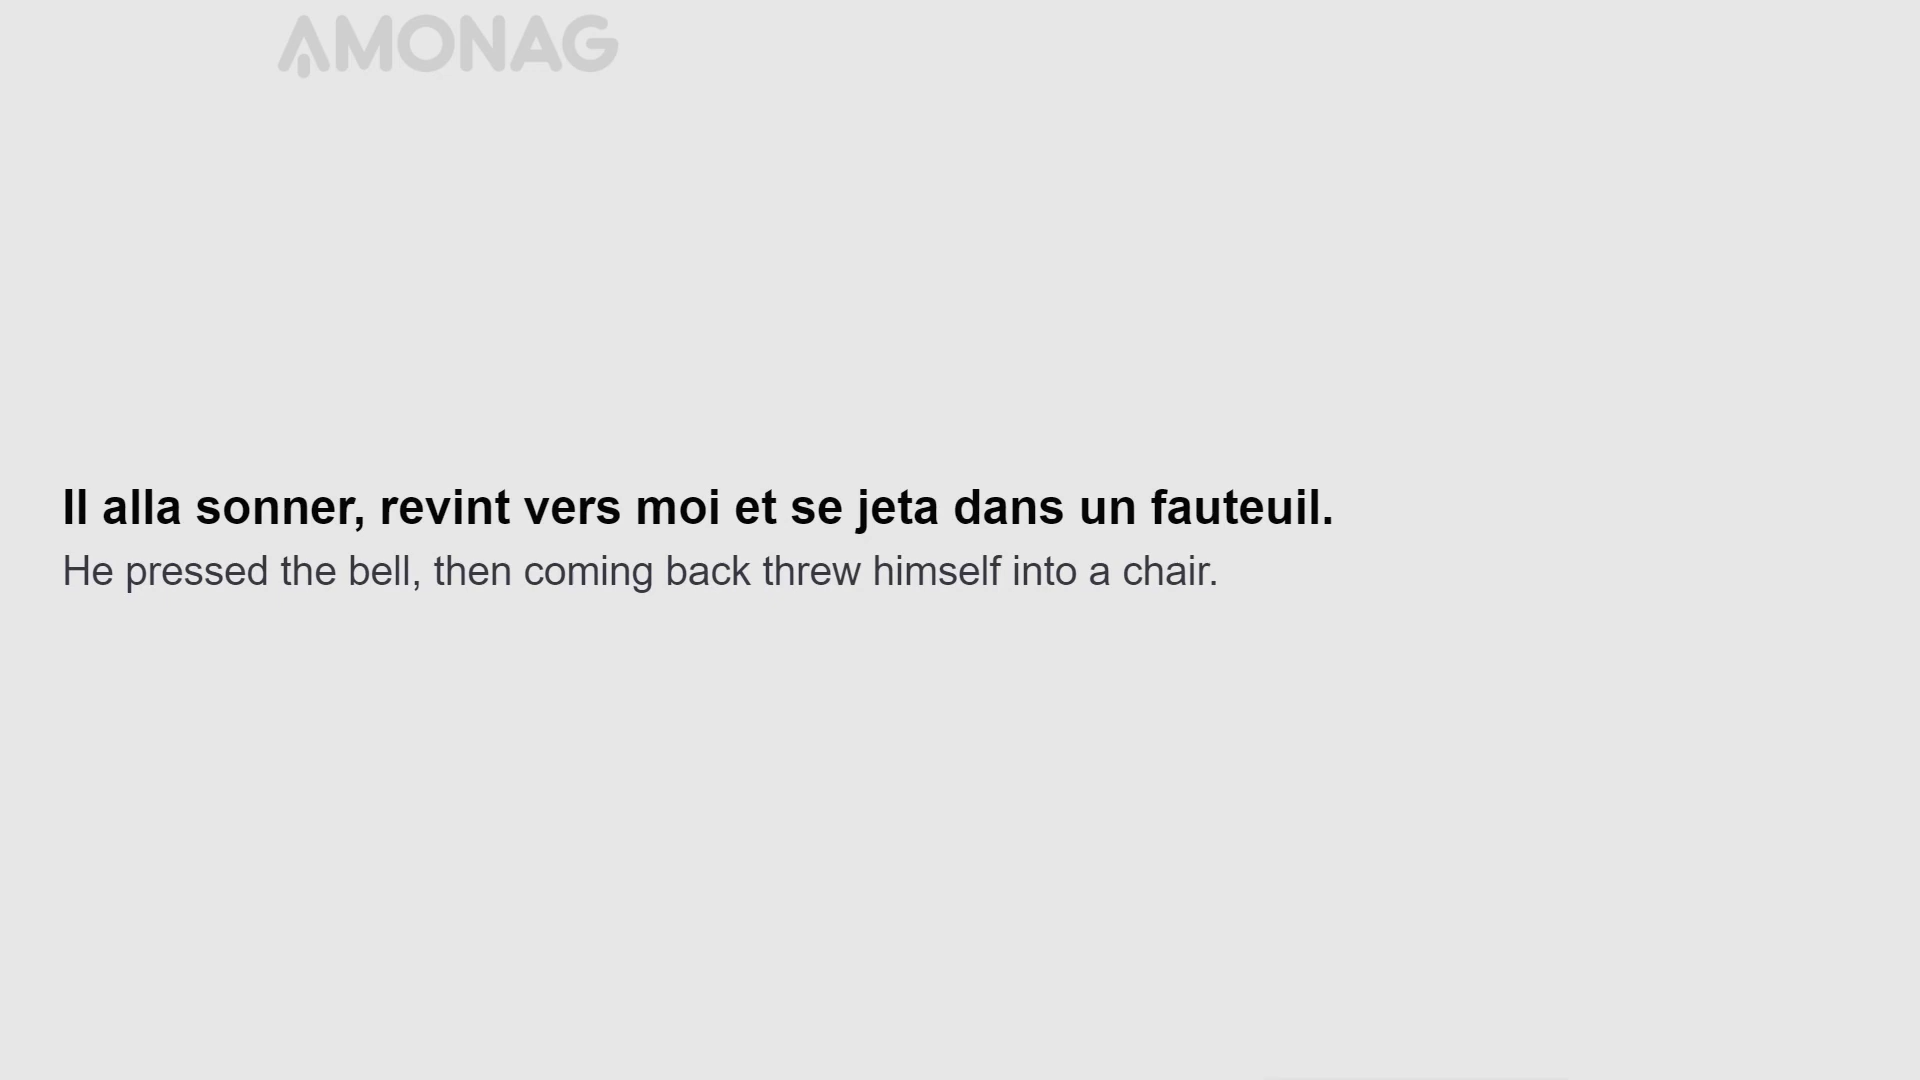 AMONAG
Il alla sonner, revint vers moi et se jeta dans un fauteuil.
He pressed the bell, then coming back threw himself into a chair.